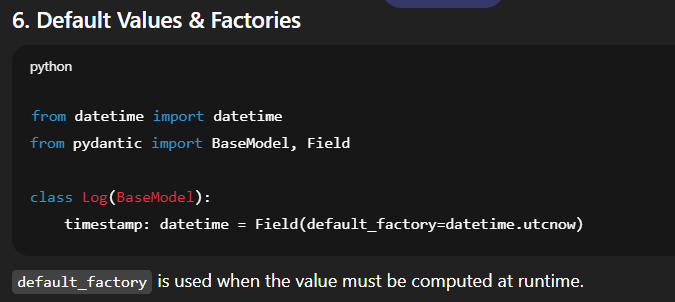 6. Default Values & Factories
python
from datetime import datetime
from pydantic import BaseModel, Field
class Log(BaseModel):
    timestamp: datetime = Field(default_factory=datetime.utcnow)
default_factory is used when the value must be computed at runtime.